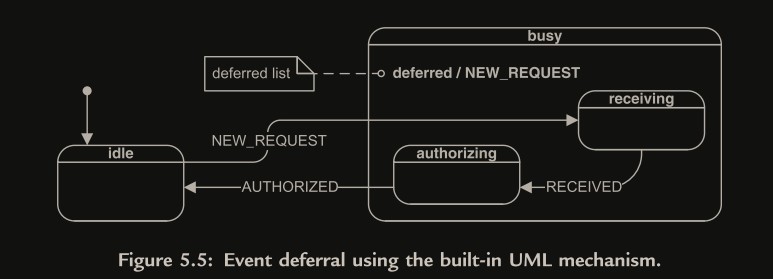 busy
deferred list
deferred / NEW_REQUEST
receiving
NEW_REQUEST
idle
authorizing
AUTHORIZED
RECEIVED
Figure 5.5: Event deferral using the built-in UML mechanism.